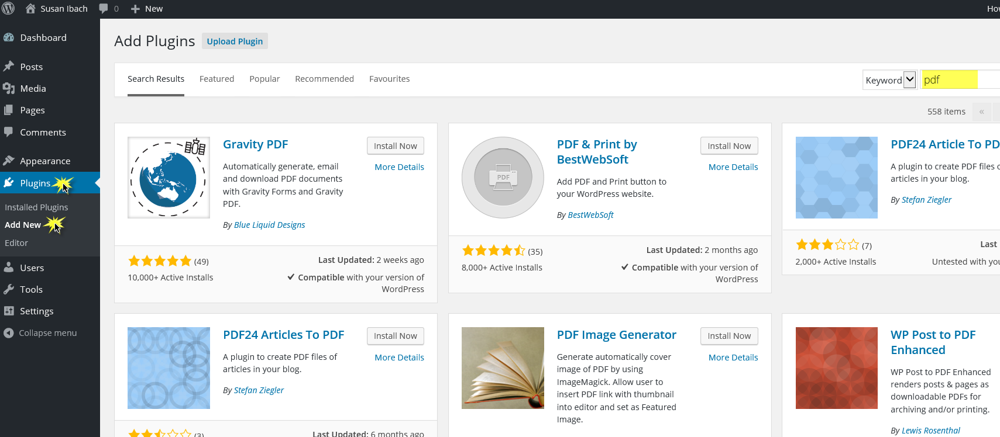 Susan Ibach 0 New
Dashboard
Posts
Media
Pages
Comments
Appearance
Plugins
Installed Plugins
Add New
Editor
Users
Tools
Settings
Collapse menu
Add Plugins Upload Plugin
Search Results Featured Popular Recommended Favourites
Keyword pdf
558 items «
Gravity PDF
Install Now
More Details
Automatically generate, email
and download PDF documents
with Gravity Forms and Gravity
PDF.
By Blue Liquid Designs
(49)
10,000+ Active Installs
Last Updated: 2 weeks ago
Compatible with your version of
WordPress
PDF & Print by
BestWebSoft
Install Now
More Details
PDF
Add PDF and Print button to
your WordPress website.
By BestWebSoft
(35)
8,000+ Active Installs
Last Updated: 2 months ago
Compatible with your version of
WordPress
PDF24 Article To PD
A plugin to create PDF files
articles in your blog.
By Stefan Ziegler
(7)
2,000+ Active Installs
Last
Untested with you
PDF24 Articles To PDF
Install Now
More Details
A plugin to create PDF files of
articles in your blog.
By Stefan Ziegler
(3)
Last Updated: 6 months ago
PDF Image Generator
Install Now
More Details
Generate automatically cover
image of PDF by using
ImageMagick. Allow user to
insert PDF link with thumbnail
into editor and set as Featured
Image.
WP Post to PDF
Enhanced
WP Post to PDF Enhanced
renders posts & pages as
downloadable PDFs for
archiving and/or printing.
By Lewis Rosenthal